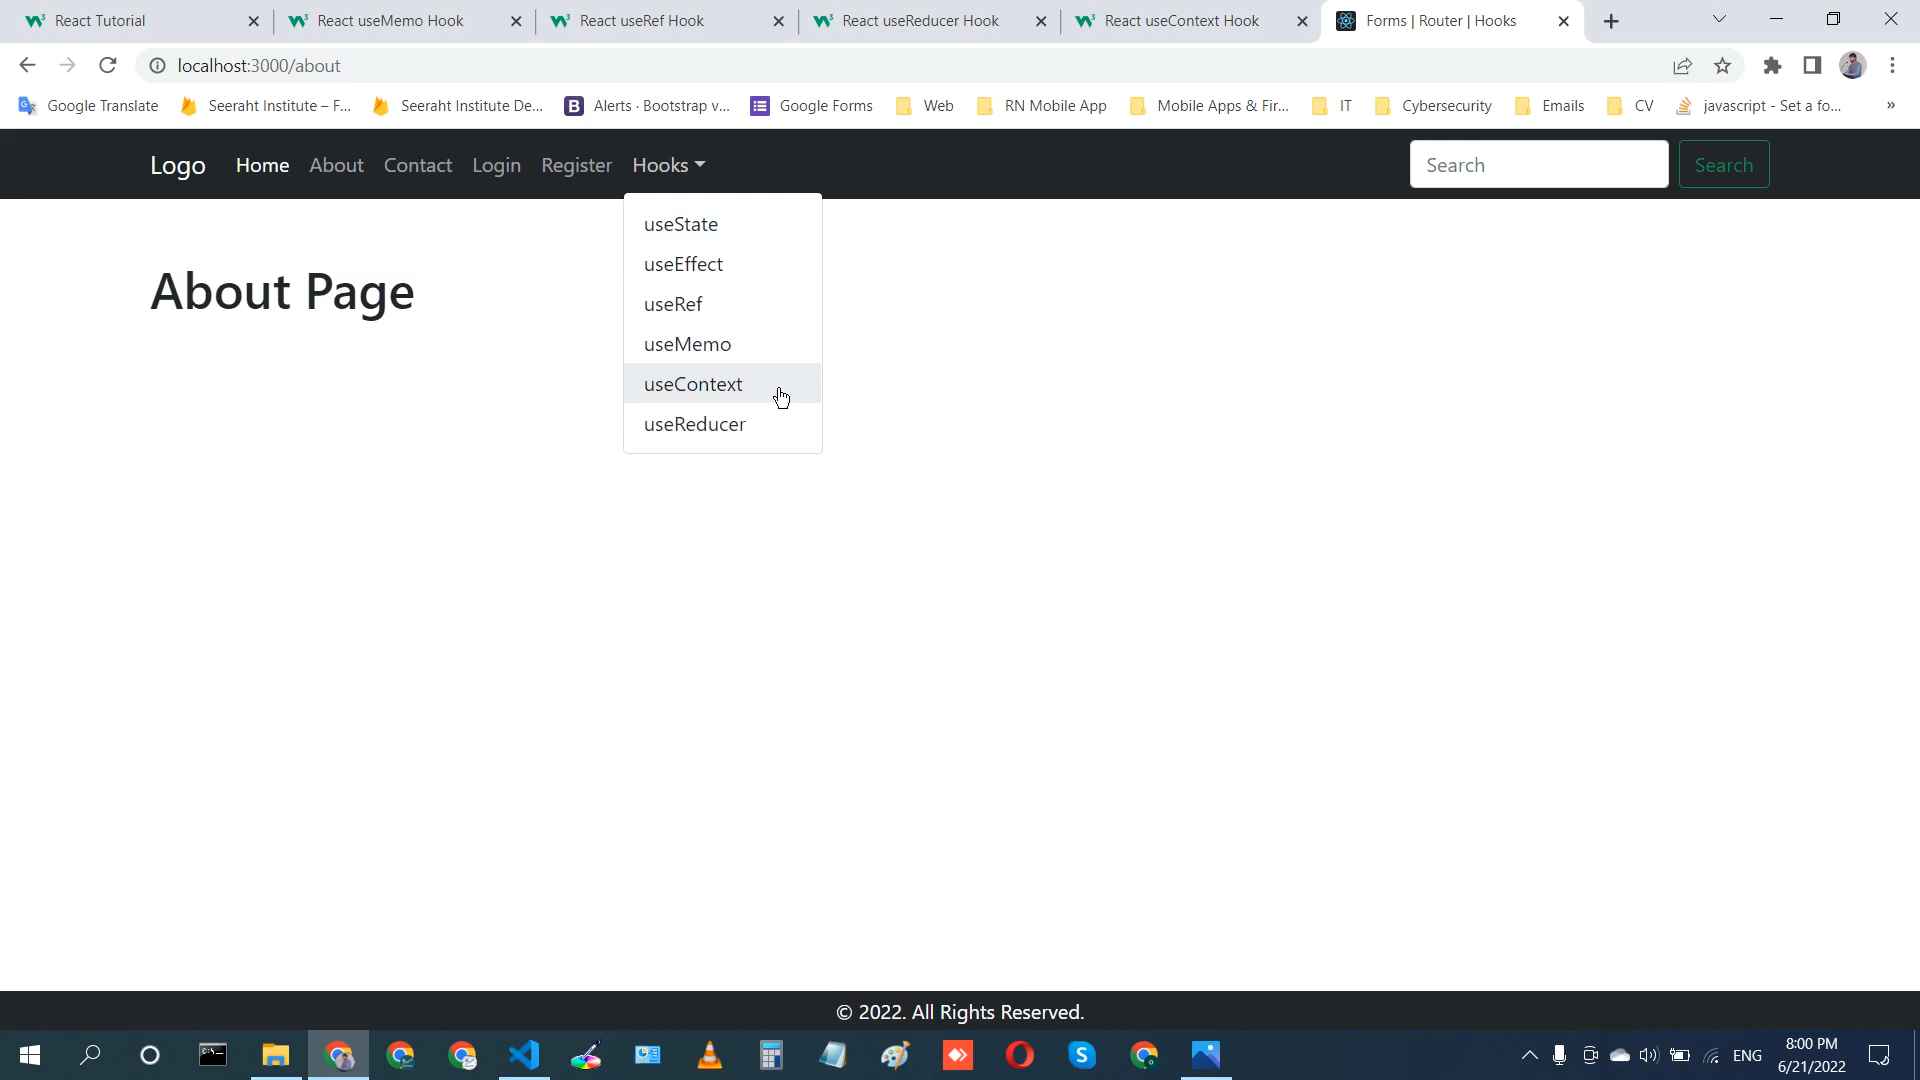 React Tutorial
React useMemo Hook
React useRef Hook
React useReducer Hook
React useContext Hook
Forms | Router | Hooks
localhost:3000/about
Google Translate
Seeraht Institute – F...
Seeraht Institute De...
B Alerts · Bootstrap v...
Google Forms
Web
RN Mobile App
Mobile Apps & Fir...
IT
Cybersecurity
Emails
CV
javascript - Set a fo...
»
Logo Home About Contact Login Register Hooks
Search
Search
useState
useEffect
useRef
useMemo
useContext
useReducer
About Page
© 2022. All Rights Reserved.
ENG
8:00 PM
6/21/2022